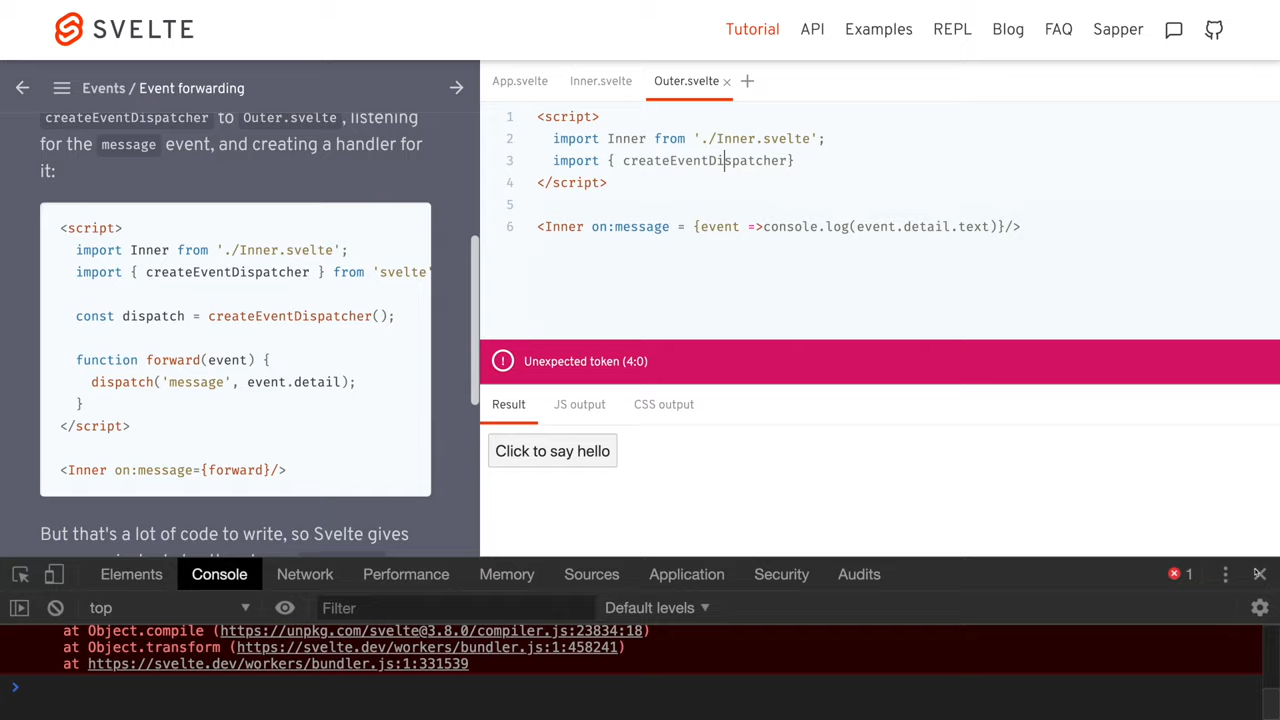 SVELTE
Tutorial API Examples REPL Blog FAQ Sapper
Events / Event forwarding
createEventDispatcher to Outer.svelte, listening
for the message event, and creating a handler for
it:
<script>
import Inner from './Inner.svelte';
import { createEventDispatcher } from 'svelte'
const dispatch = createEventDispatcher();
function forward(event) {
dispatch('message', event.detail);
}
</script>
<Inner on:message={forward}/>
But that's a lot of code to write, so Svelte gives
App.svelte Inner.svelte Outer.svelte × +
1 <script>
2 import Inner from './Inner.svelte';
3 import { createEventDispatcher}
4 </script>
5
6 <Inner on:message = {event =>console.log(event.detail.text)}/>
! Unexpected token (4:0)
Result JS output CSS output
Click to say hello
Elements Console Network Performance Memory Sources Application Security Audits 1
top Filter Default levels
at Object.compile (https://unpkg.com/svelte@3.8.0/compiler.js:23834:18)
at Object.transform (https://svelte.dev/workers/bundler.js:1:458241)
at https://svelte.dev/workers/bundler.js:1:331539
>